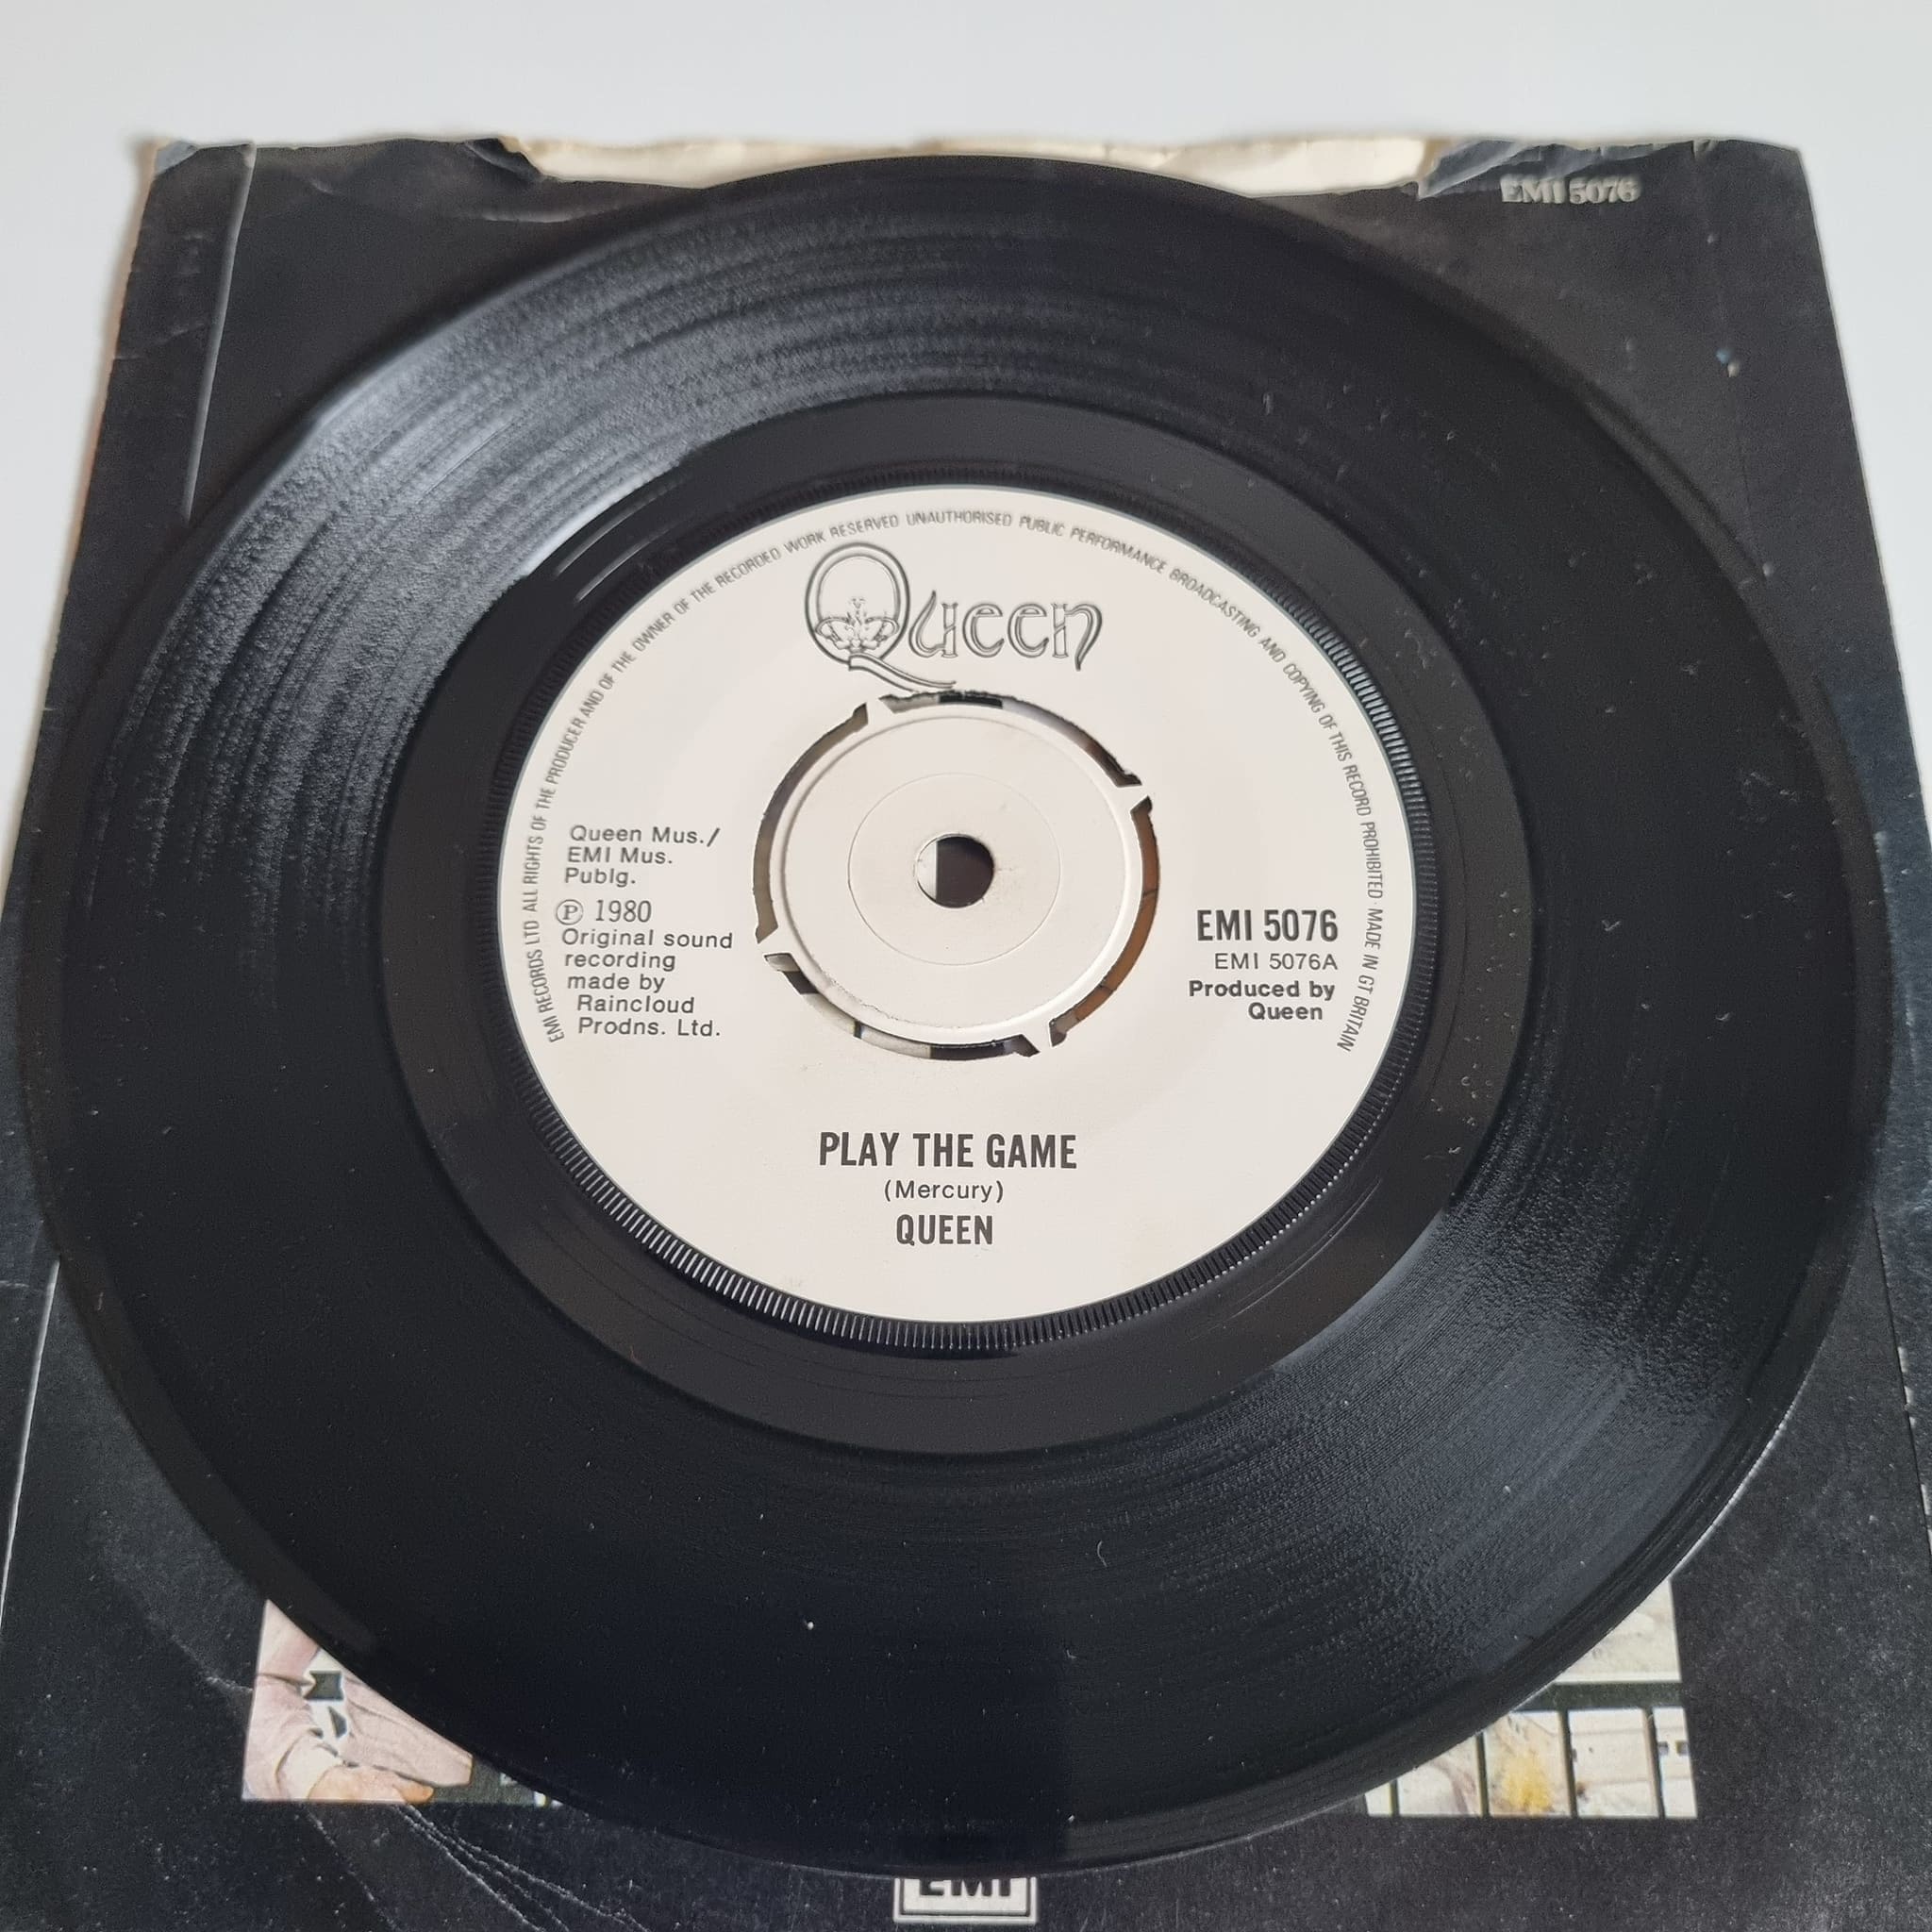 EMI 5076
EMI RECORDS LTD ALL RIGHTS OF THE PRODUCER AND OF THE OWNER OF THE RECORDED WORK RESERVED UNAUTHORISED PUBLIC PERFORMANCE BROADCASTING AND COPYING OF THIS RECORD PROHIBITED · MADE IN GT BRITAIN
Queen
Queen Mus./
EMI Mus.
Publg.
℗ 1980
Original sound
recording
made by
Raincloud
Prodns. Ltd.
EMI 5076
EMI 5076A
Produced by
Queen
PLAY THE GAME
(Mercury)
QUEEN
EMI